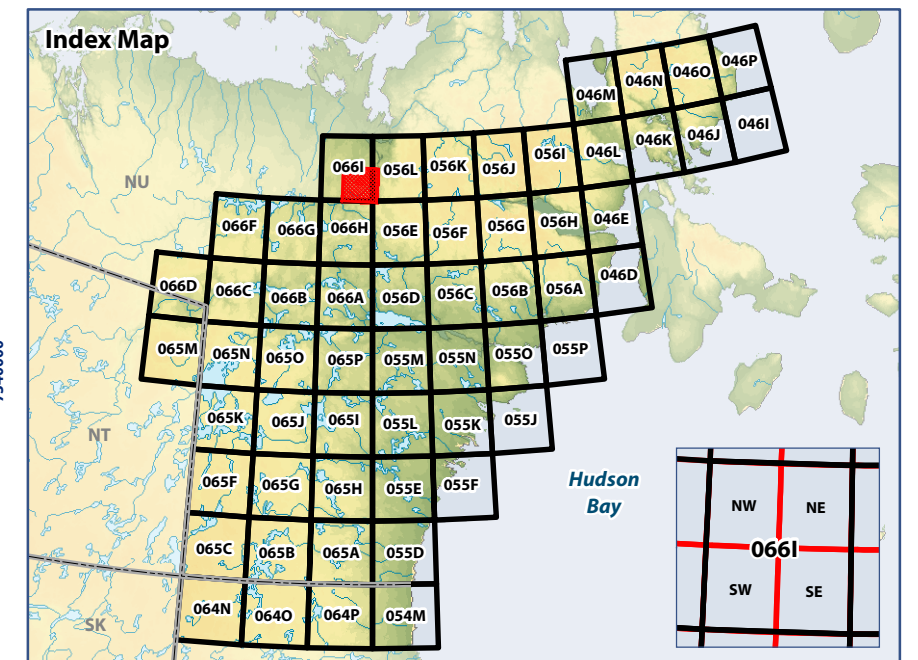 Index Map
046M 046N 046O 046P
066I 056L 056K 056J 056I 046L 046K 046J 046I
NU
066F 066G 066H 056E 056F 056G 056H 046E
066D 066C 066B 066A 056D 056C 056B 056A 046D
065M 065N 065O 065P 055M 055N 055O 055P
065K 065J 065I 055L 055K 055J
NT
065F 065G 065H 055E 055F
Hudson
Bay
065C 065B 065A 055D
064N 064O 064P 054M
SK
NW NE
066I
SW SE